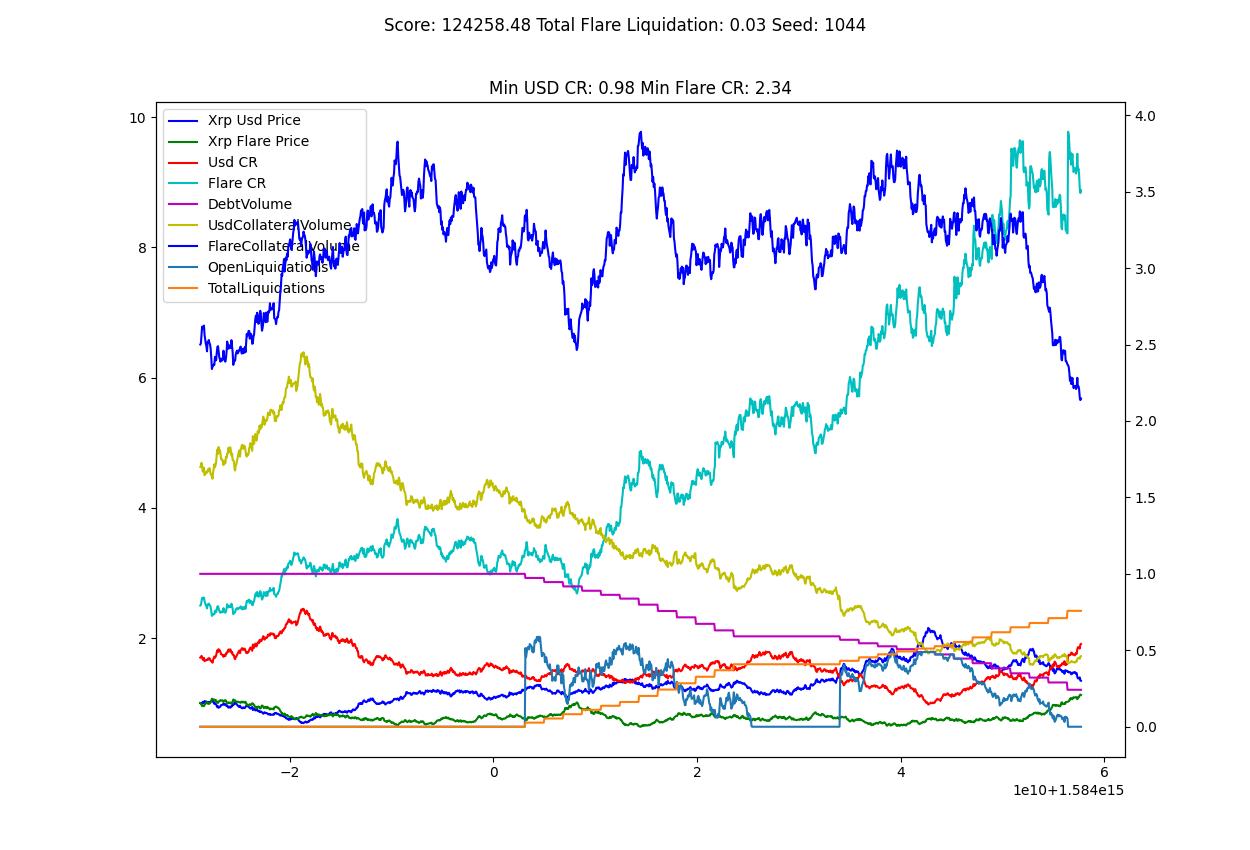 Score: 124258.48 Total Flare Liquidation: 0.03 Seed: 1044
Min USD CR: 0.98 Min Flare CR: 2.34
Xrp Usd Price
Xrp Flare Price
Usd CR
Flare CR
DebtVolume
UsdCollateralVolume
FlareCollateralVolume
OpenLiquidations
TotalLiquidations
10
8
6
4
2
4.0
3.5
3.0
2.5
2.0
1.5
1.0
0.5
0.0
−2 0 2 4 6
1e10+1.584e15